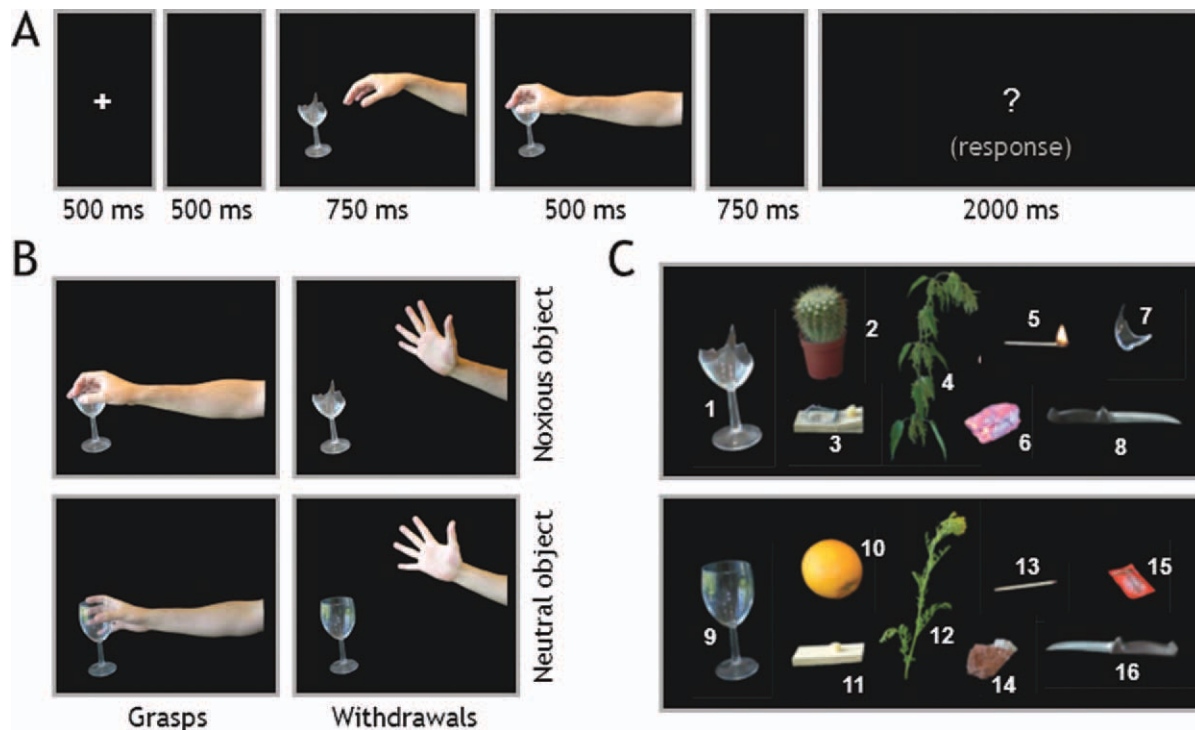 A
+
?
(response)
500 ms
500 ms
750 ms
500 ms
750 ms
2000 ms
B
Noxious object
Neutral object
Grasps
Withdrawals
C
1
2
3
4
5
6
7
8
9
10
11
12
13
14
15
16